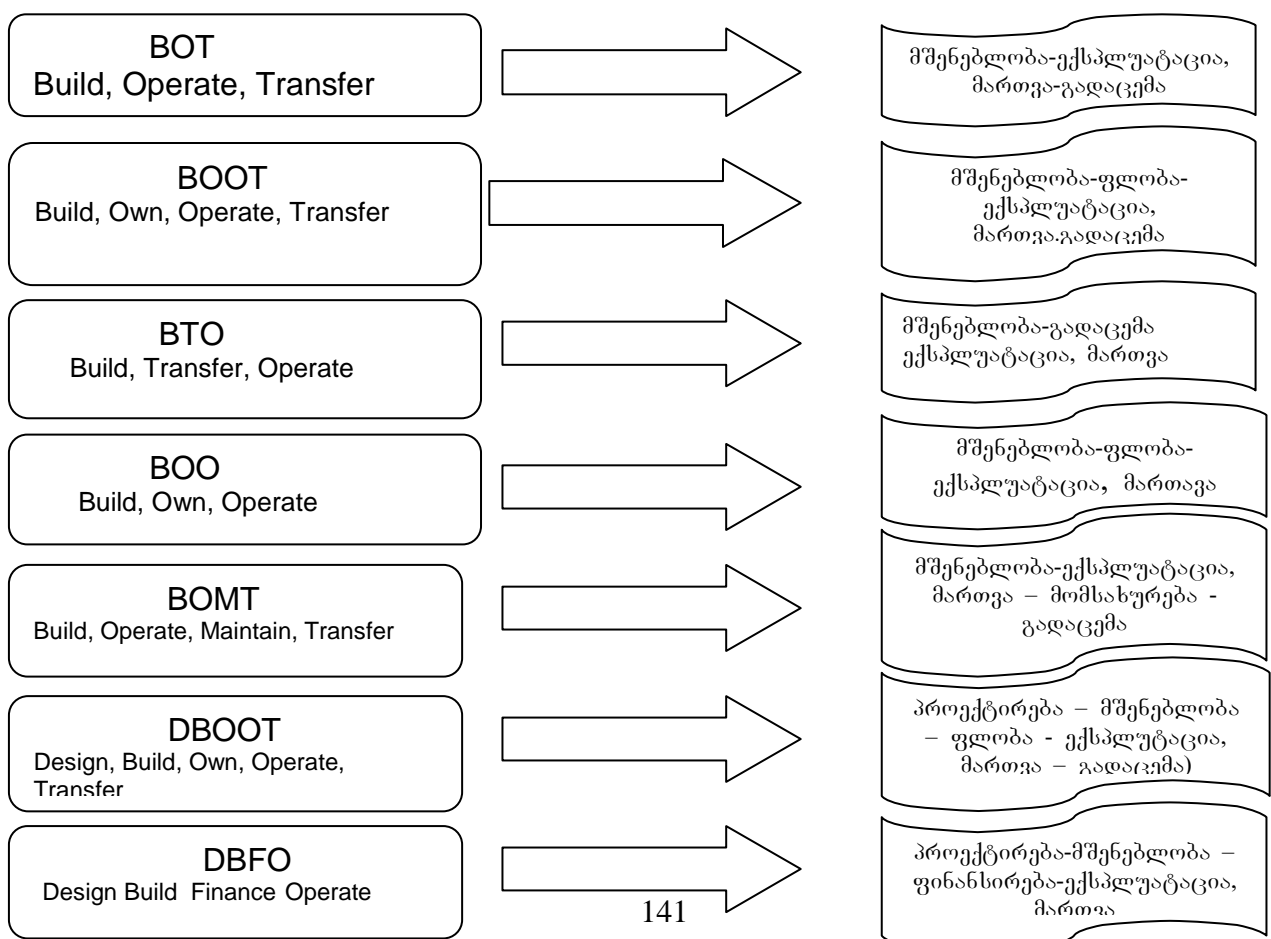 BOT
Build, Operate, Transfer
მშენებლობა-ექსპლუატაცია,
მართვა-გადაცემა
BOOT
Build, Own, Operate, Transfer
მშენებლობა-ფლობა-
ექსპლუატაცია,
მართვა.გადაცემა
BTO
Build, Transfer, Operate
მშენებლობა-გადაცემა
ექსპლუატაცია, მართვა
BOO
Build, Own, Operate
მშენებლობა-ფლობა-
ექსპლუატაცია, მართავა
BOMT
Build, Operate, Maintain, Transfer
მშენებლობა-ექსპლუატაცია,
მართვა – მომსახურება -
გადაცემა
DBOOT
Design, Build, Own, Operate,
Transfer
პროექტირება – მშენებლობა
– ფლობა - ექსპლუტაცია,
მართვა – გადაცემა)
DBFO
Design Build Finance Operate
პროექტირება-მშენებლობა –
ფინანსირება-ექსპლუატაცია,
მართვა
141